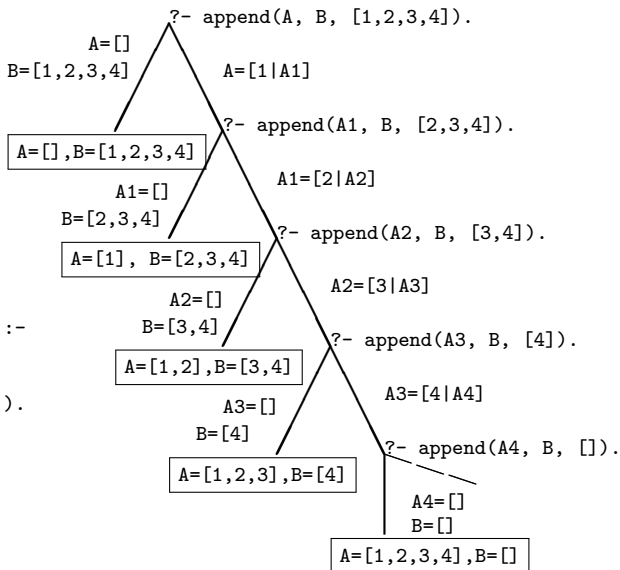 ?- append(A, B, [1,2,3,4]).
A=[]
B=[1,2,3,4]
A=[1|A1]
?- append(A1, B, [2,3,4]).
A=[],B=[1,2,3,4]
A1=[]
B=[2,3,4]
A1=[2|A2]
?- append(A2, B, [3,4]).
A=[1], B=[2,3,4]
A2=[]
B=[3,4]
A2=[3|A3]
:-
?- append(A3, B, [4]).
A=[1,2],B=[3,4]
A3=[]
B=[4]
A3=[4|A4]
).
?- append(A4, B, []).
A=[1,2,3],B=[4]
A4=[]
B=[]
A=[1,2,3,4],B=[]